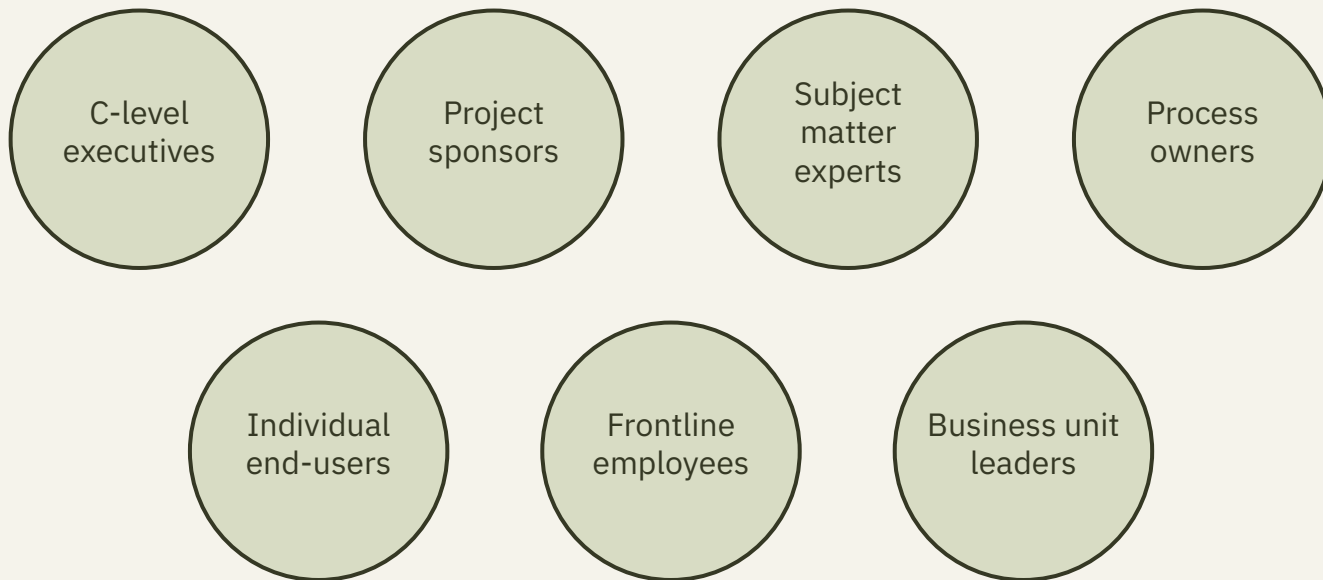 C-level
executives
Project
sponsors
Subject
matter
experts
Process
owners
Individual
end-users
Frontline
employees
Business unit
leaders